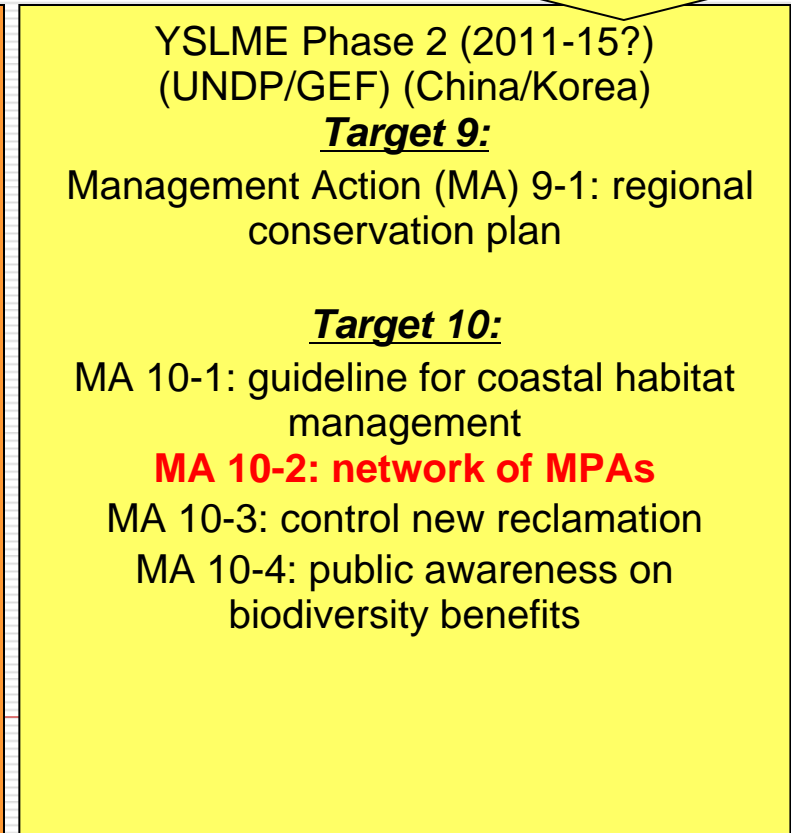 YSLME Phase 2 (2011-15?)
(UNDP/GEF) (China/Korea)
Target 9:
Management Action (MA) 9-1: regional
conservation plan
Target 10:
MA 10-1: guideline for coastal habitat
management
MA 10-2: network of MPAs
MA 10-3: control new reclamation
MA 10-4: public awareness on
biodiversity benefits